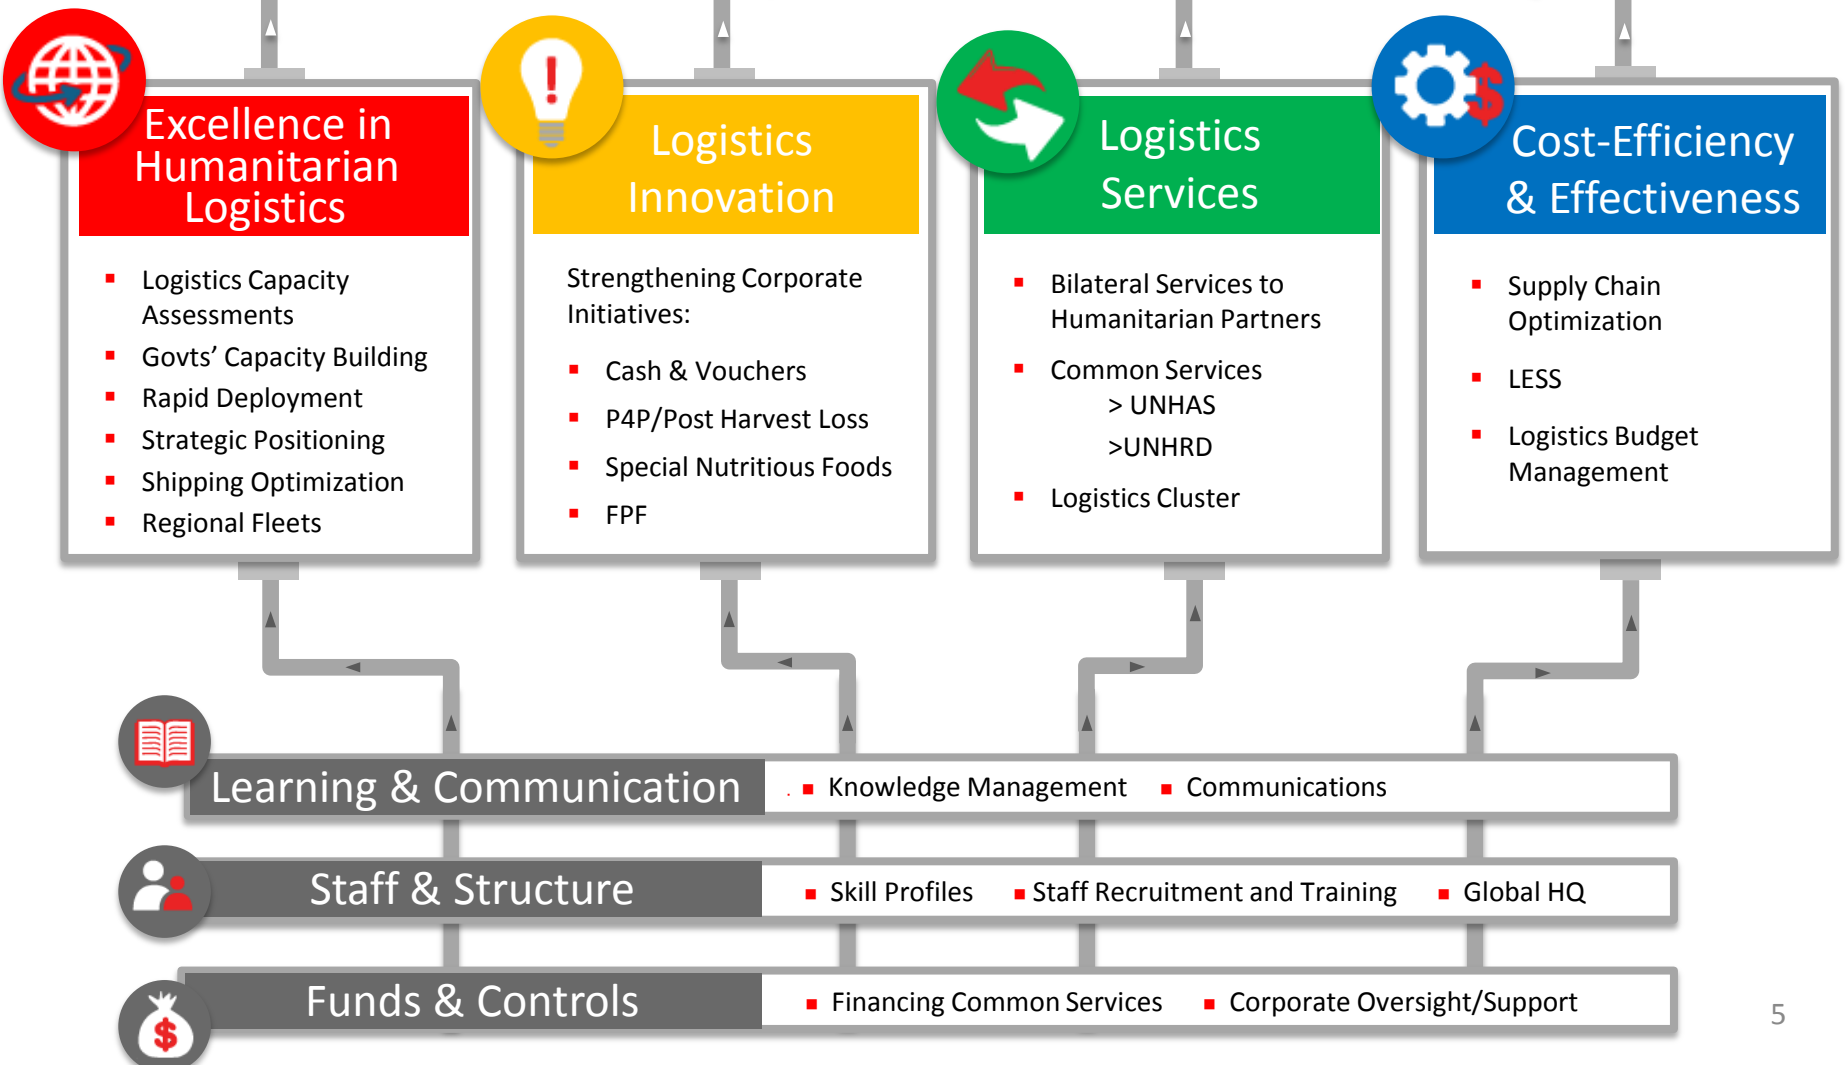 Excellence in
Humanitarian
Logistics
▪ Logistics Capacity
Assessments
▪ Govts’ Capacity Building
▪ Rapid Deployment
▪ Strategic Positioning
▪ Shipping Optimization
▪ Regional Fleets
Logistics
Innovation
Strengthening Corporate
Initiatives:
▪ Cash & Vouchers
▪ P4P/Post Harvest Loss
▪ Special Nutritious Foods
▪ FPF
Logistics
Services
▪ Bilateral Services to
Humanitarian Partners
▪ Common Services
> UNHAS
>UNHRD
▪ Logistics Cluster
Cost-Efficiency
& Effectiveness
▪ Supply Chain
Optimization
▪ LESS
▪ Logistics Budget
Management
Learning & Communication
▪ Knowledge Management ▪ Communications
Staff & Structure
▪ Skill Profiles ▪ Staff Recruitment and Training ▪ Global HQ
Funds & Controls
▪ Financing Common Services ▪ Corporate Oversight/Support
5